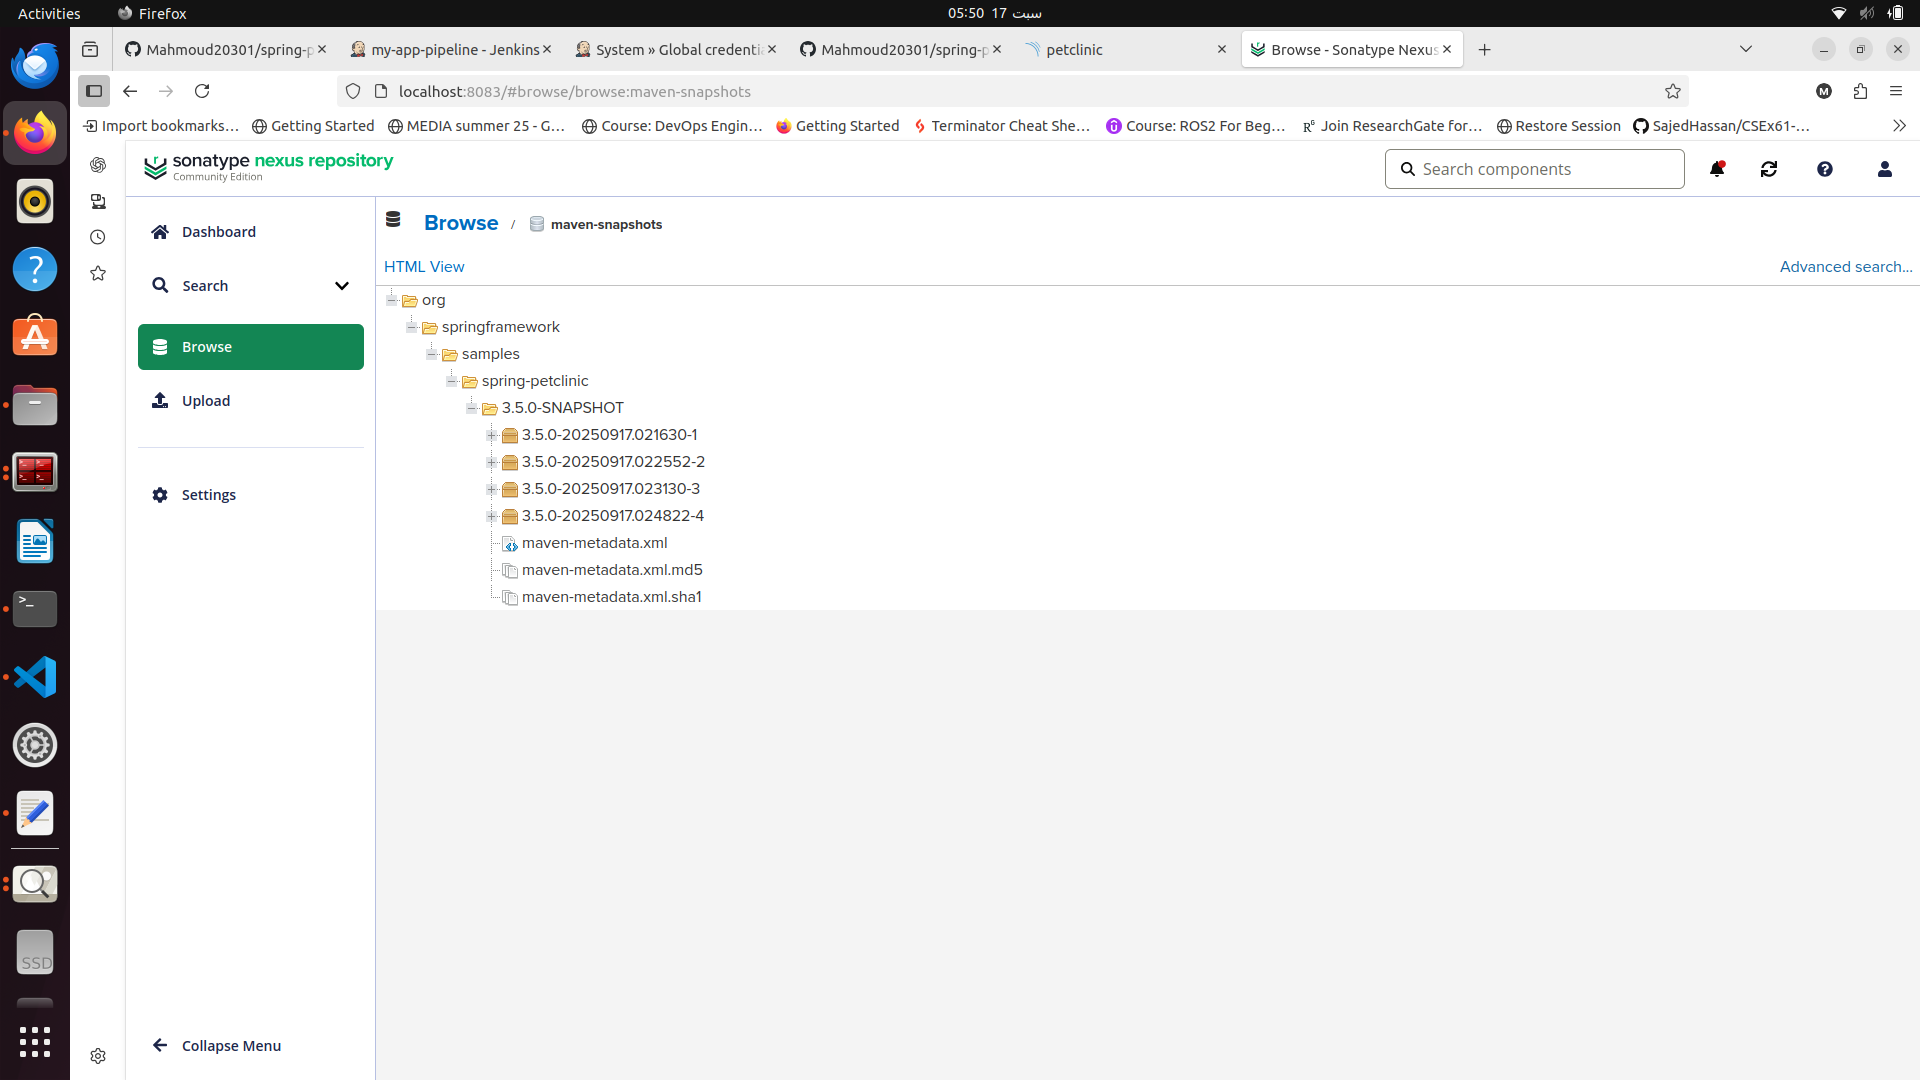 Activities
Firefox
05:50 17 سبت
Mahmoud20301/spring-p
my-app-pipeline - Jenkins
System » Global credentia
Mahmoud20301/spring-p
petclinic
Browse - Sonatype Nexus
localhost:8083/#browse/browse:maven-snapshots
M
Import bookmarks…
Getting Started
MEDIA summer 25 - G…
Course: DevOps Engin…
Getting Started
Terminator Cheat She…
Course: ROS2 For Beg…
Join ResearchGate for…
Restore Session
SajedHassan/CSEx61-…
sonatype nexus repository
Community Edition
Search components
Dashboard
Search
Browse
Upload
Settings
Collapse Menu
Browse / maven-snapshots
HTML View
Advanced search...
org
springframework
samples
spring-petclinic
3.5.0-SNAPSHOT
3.5.0-20250917.021630-1
3.5.0-20250917.022552-2
3.5.0-20250917.023130-3
3.5.0-20250917.024822-4
maven-metadata.xml
maven-metadata.xml.md5
maven-metadata.xml.sha1
SSD